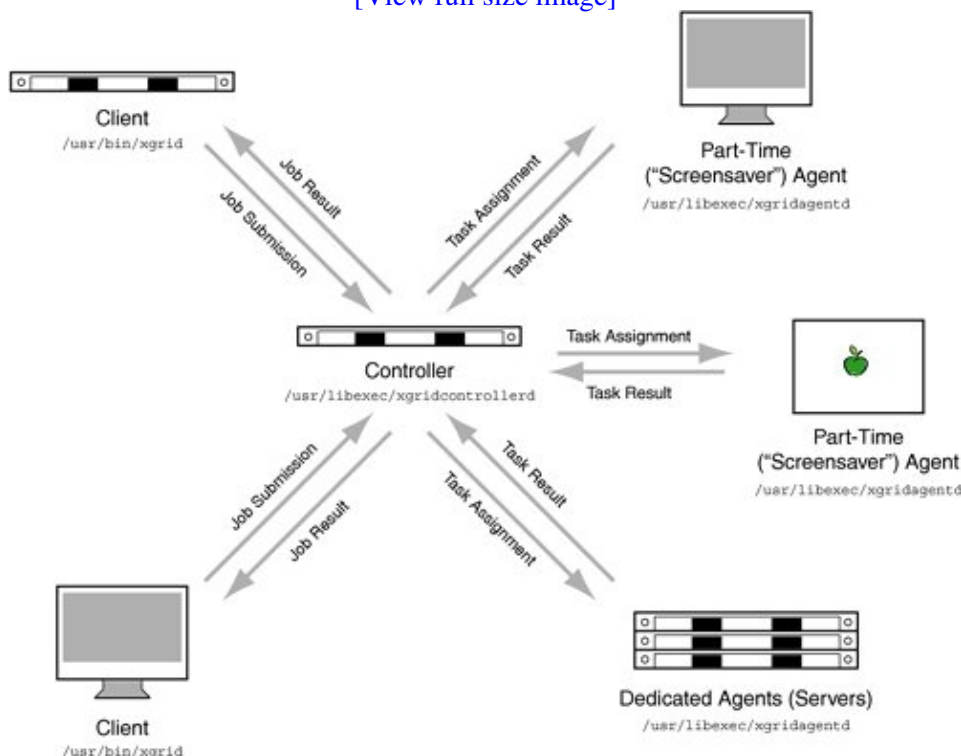 [View full size image]
Client
/usr/bin/xgrid
Part-Time
("Screensaver") Agent
/usr/libexec/xgridagentd
Job Result
Job Submission
Task Assignment
Task Result
Controller
/usr/libexec/xgridcontrollerd
Task Assignment
Task Result
Part-Time
("Screensaver") Agent
/usr/libexec/xgridagentd
Job Submission
Job Result
Task Result
Task Assignment
Client
/usr/bin/xgrid
Dedicated Agents (Servers)
/usr/libexec/xgridagentd